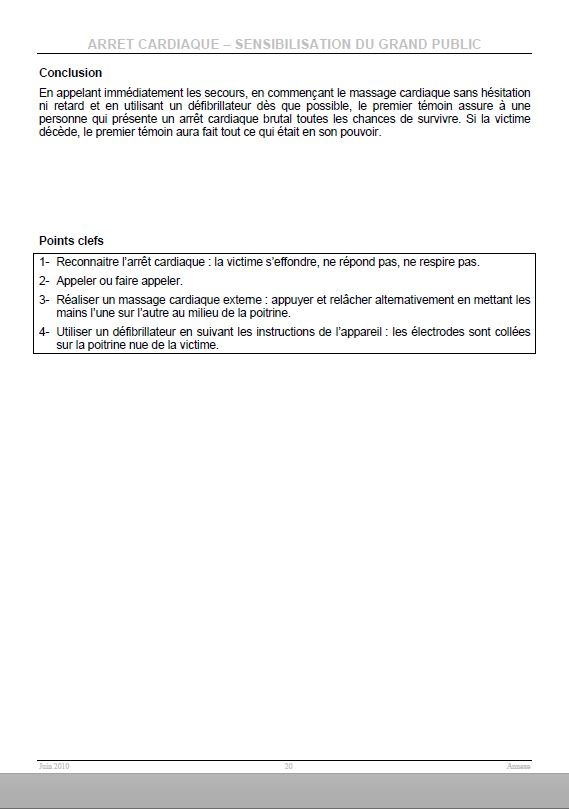 ARRET CARDIAQUE – SENSIBILISATION DU GRAND PUBLIC
Conclusion
En appelant immédiatement les secours, en commençant le massage cardiaque sans hésitation
ni retard et en utilisant un défibrillateur dès que possible, le premier témoin assure à une
personne qui présente un arrêt cardiaque brutal toutes les chances de survivre. Si la victime
décède, le premier témoin aura fait tout ce qui était en son pouvoir.
Points clefs
1- Reconnaitre l’arrêt cardiaque : la victime s’effondre, ne répond pas, ne respire pas.
2- Appeler ou faire appeler.
3- Réaliser un massage cardiaque externe : appuyer et relâcher alternativement en mettant les
mains l’une sur l’autre au milieu de la poitrine.
4- Utiliser un défibrillateur en suivant les instructions de l’appareil : les électrodes sont collées
sur la poitrine nue de la victime.
Juin 2010 20 Annexe